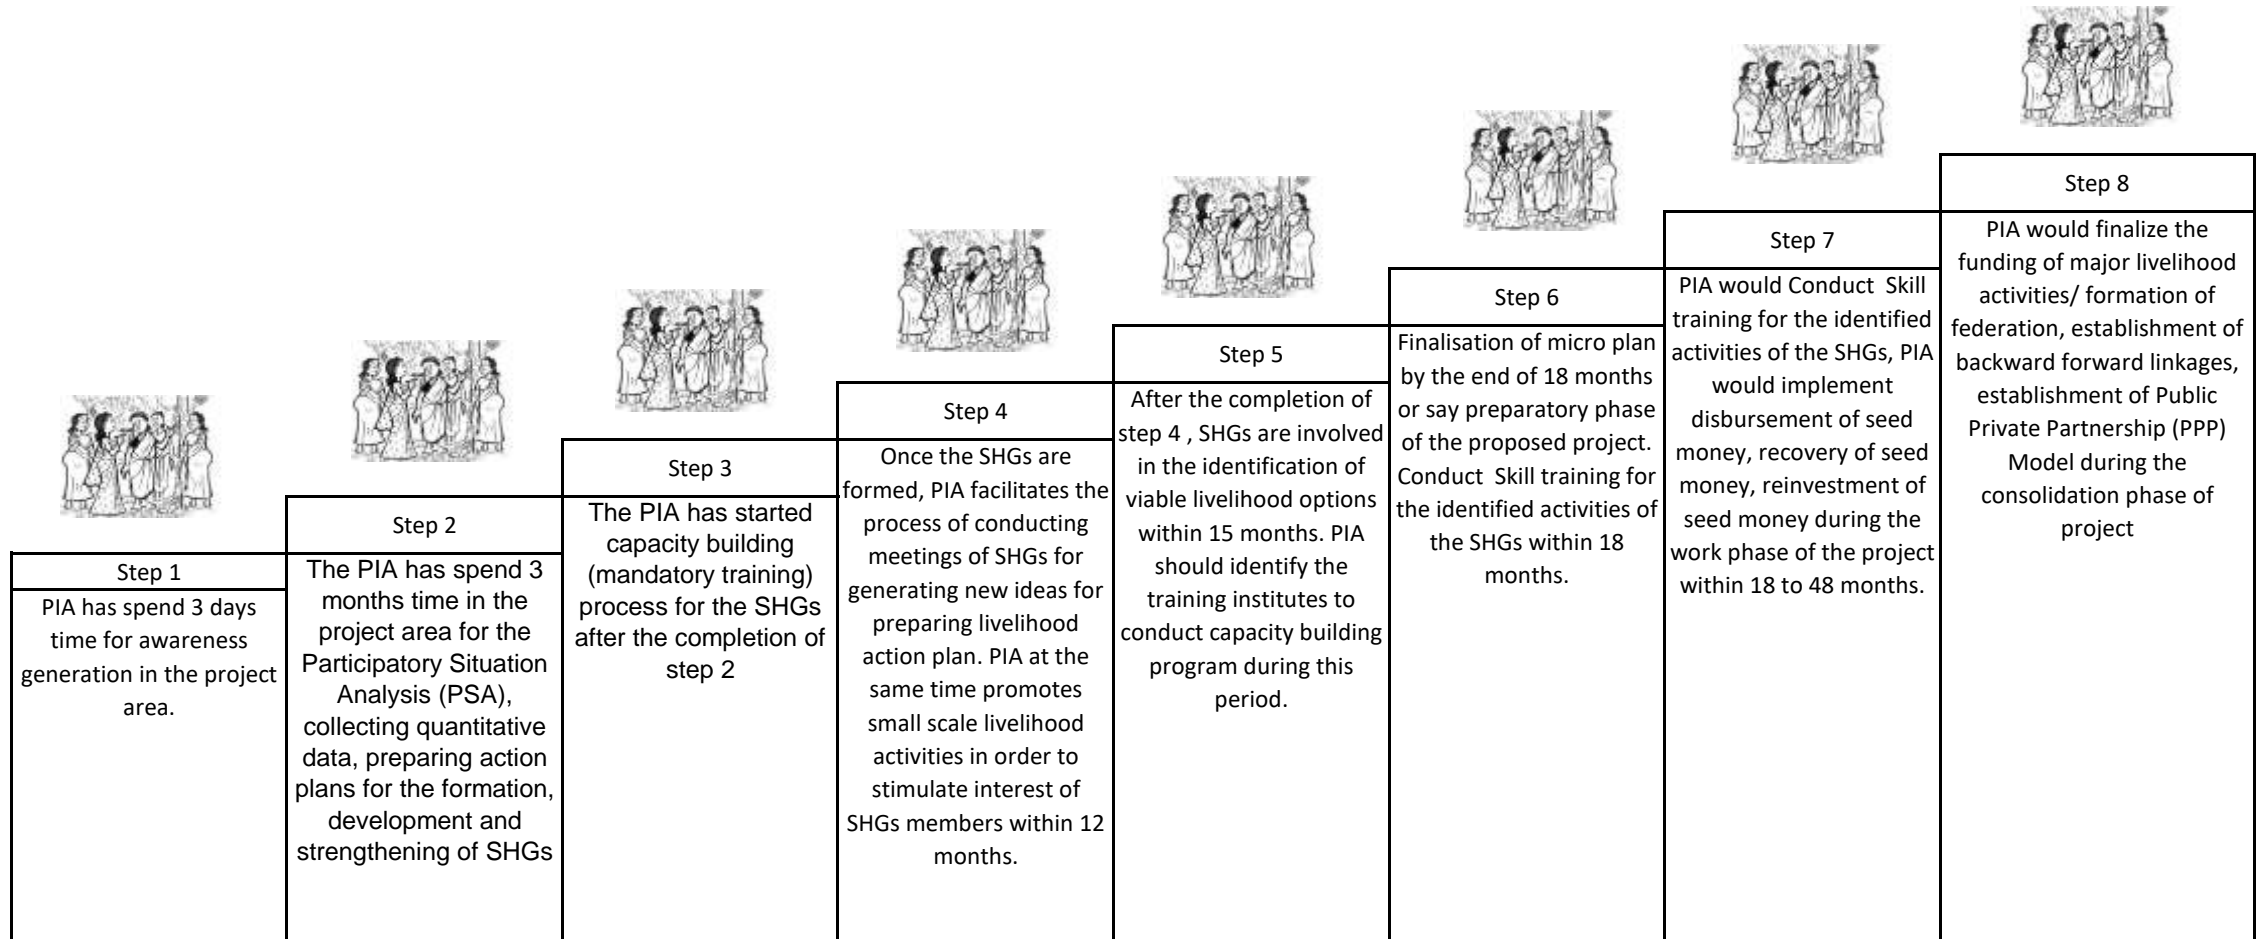 Step 1
PIA has spend 3 days
time for awareness
generation in the project
area.
Step 2
The PIA has spend 3
months time in the
project area for the
Participatory Situation
Analysis (PSA),
collecting quantitative
data, preparing action
plans for the formation,
development and
strengthening of SHGs
Step 3
The PIA has started
capacity building
(mandatory training)
process for the SHGs
after the completion of
step 2
Step 4
Once the SHGs are
formed, PIA facilitates the
process of conducting
meetings of SHGs for
generating new ideas for
preparing livelihood
action plan. PIA at the
same time promotes
small scale livelihood
activities in order to
stimulate interest of
SHGs members within 12
months.
Step 5
After the completion of
step 4 , SHGs are involved
in the identification of
viable livelihood options
within 15 months. PIA
should identify the
training institutes to
conduct capacity building
program during this
period.
Step 6
Finalisation of micro plan
by the end of 18 months
or say preparatory phase
of the proposed project.
Conduct  Skill training for
the identified activities of
the SHGs within 18
months.
Step 7
PIA would Conduct  Skill
training for the identified
activities of the SHGs, PIA
would implement
disbursement of seed
money, recovery of seed
money, reinvestment of
seed money during the
work phase of the project
within 18 to 48 months.
Step 8
PIA would finalize the
funding of major livelihood
activities/ formation of
federation, establishment of
backward forward linkages,
establishment of Public
Private Partnership (PPP)
Model during the
consolidation phase of
project